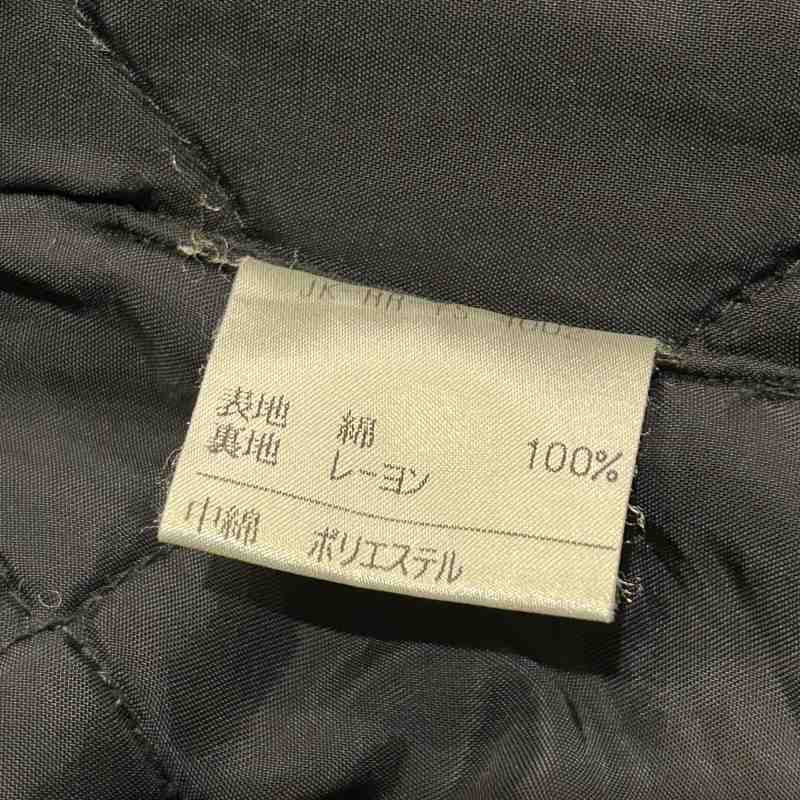 表地 綿 100%
裏地 レーヨン
中綿 ポリエステル